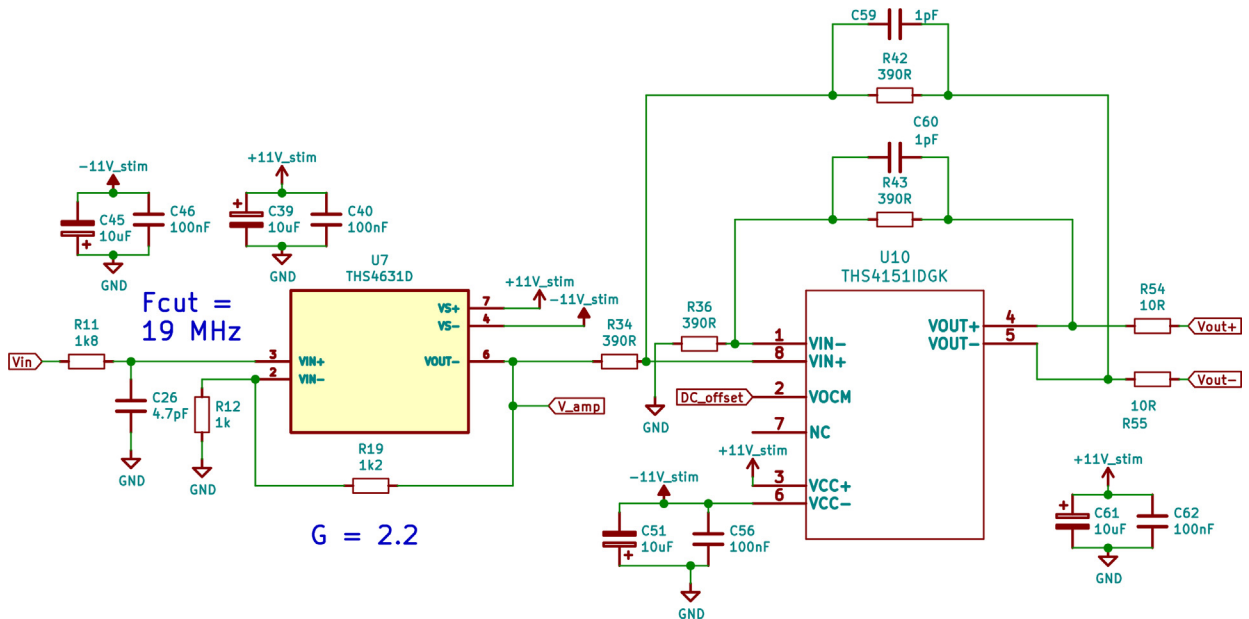 C59 1pF
R42
390R
C60
1pF
R43
390R
-11V_stim
C45
10uF
C46
100nF
GND
+11V_stim
C39
10uF
C40
100nF
GND
Fcut =
19 MHz
U7
THS4631D
VS+
VS-
VIN+
VIN-
VOUT-
7
4
3
2
6
+11V_stim
-11V_stim
Vin
R11
1k8
C26
4.7pF
GND
R12
1k
GND
R19
1k2
G = 2.2
V_amp
R34
390R
R36
390R
GND
DC_offset
U10
THS4151IDGK
1
VIN-
8
VIN+
2
VOCM
7
NC
3
VCC+
6
VCC-
VOUT+
4
VOUT-
5
+11V_stim
-11V_stim
C51
10uF
C56
100nF
GND
R54
10R
Vout+
Vout-
10R
R55
+11V_stim
C61
10uF
C62
100nF
GND